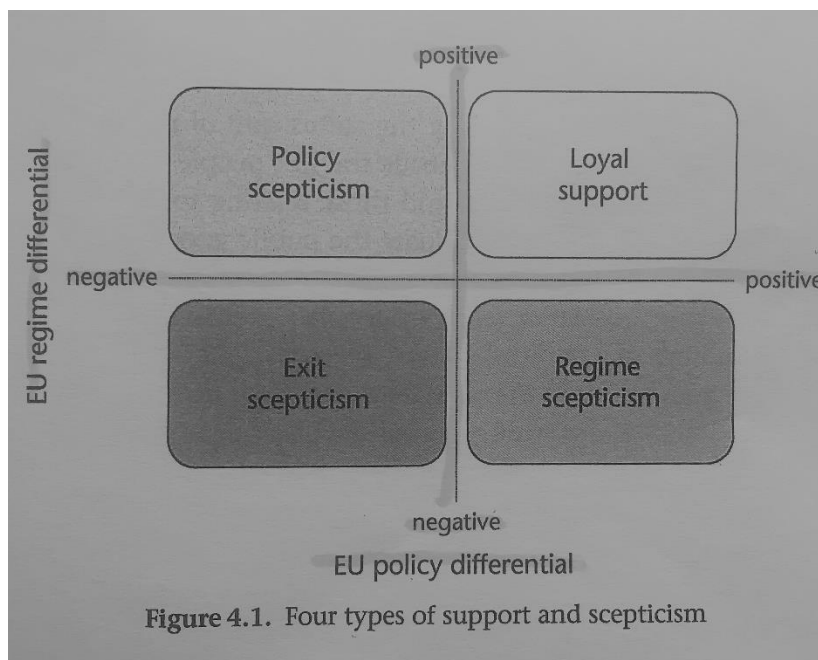 positive
Policy
scepticism
Loyal
support
EU regime differential
negative
positive
Exit
scepticism
Regime
scepticism
negative
EU policy differential
Figure 4.1. Four types of support and scepticism